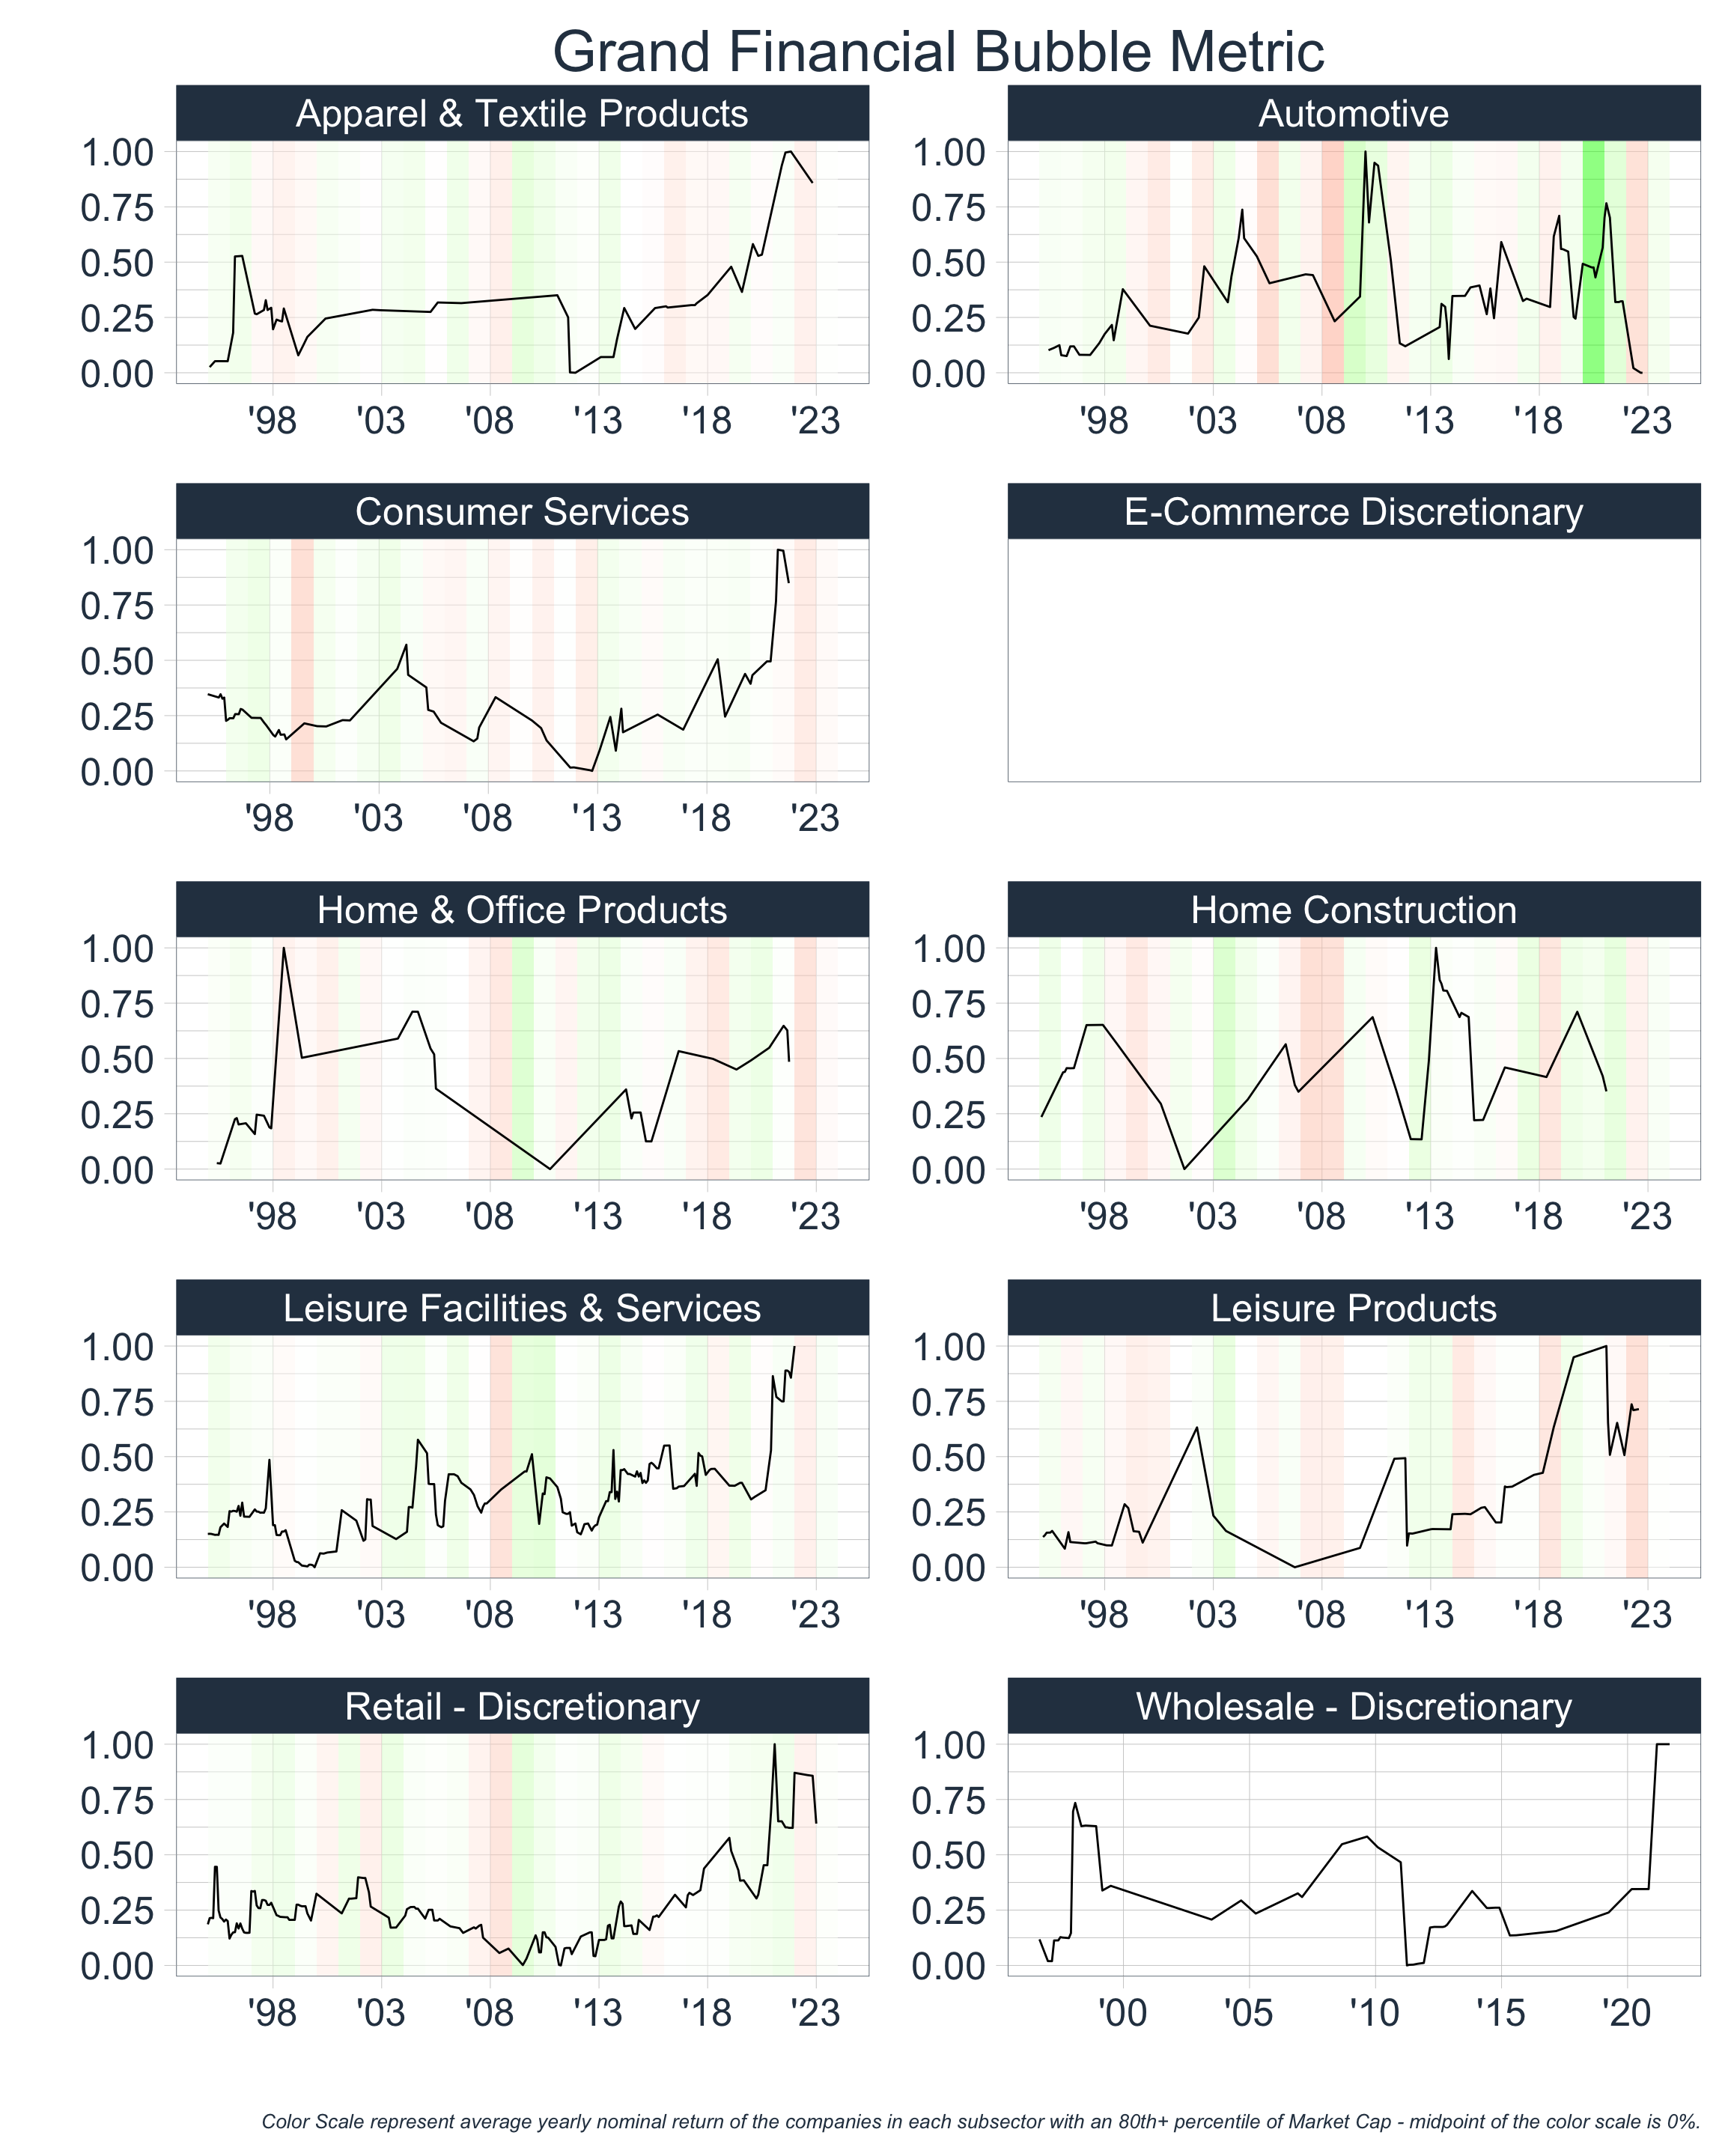 Grand Financial Bubble Metric
Apparel & Textile Products
Automotive
1.00
0.75
0.50
0.25
0.00
'98 '03 '08 '13 '18 '23
1.00
0.75
0.50
0.25
0.00
'98 '03 '08 '13 '18 '23
Consumer Services
E-Commerce Discretionary
1.00
0.75
0.50
0.25
0.00
'98 '03 '08 '13 '18 '23
Home & Office Products
Home Construction
1.00
0.75
0.50
0.25
0.00
'98 '03 '08 '13 '18 '23
1.00
0.75
0.50
0.25
0.00
'98 '03 '08 '13 '18 '23
Leisure Facilities & Services
Leisure Products
1.00
0.75
0.50
0.25
0.00
'98 '03 '08 '13 '18 '23
1.00
0.75
0.50
0.25
0.00
'98 '03 '08 '13 '18 '23
Retail - Discretionary
Wholesale - Discretionary
1.00
0.75
0.50
0.25
0.00
'98 '03 '08 '13 '18 '23
1.00
0.75
0.50
0.25
0.00
'00 '05 '10 '15 '20
Color Scale represent average yearly nominal return of the companies in each subsector with an 80th+ percentile of Market Cap - midpoint of the color scale is 0%.